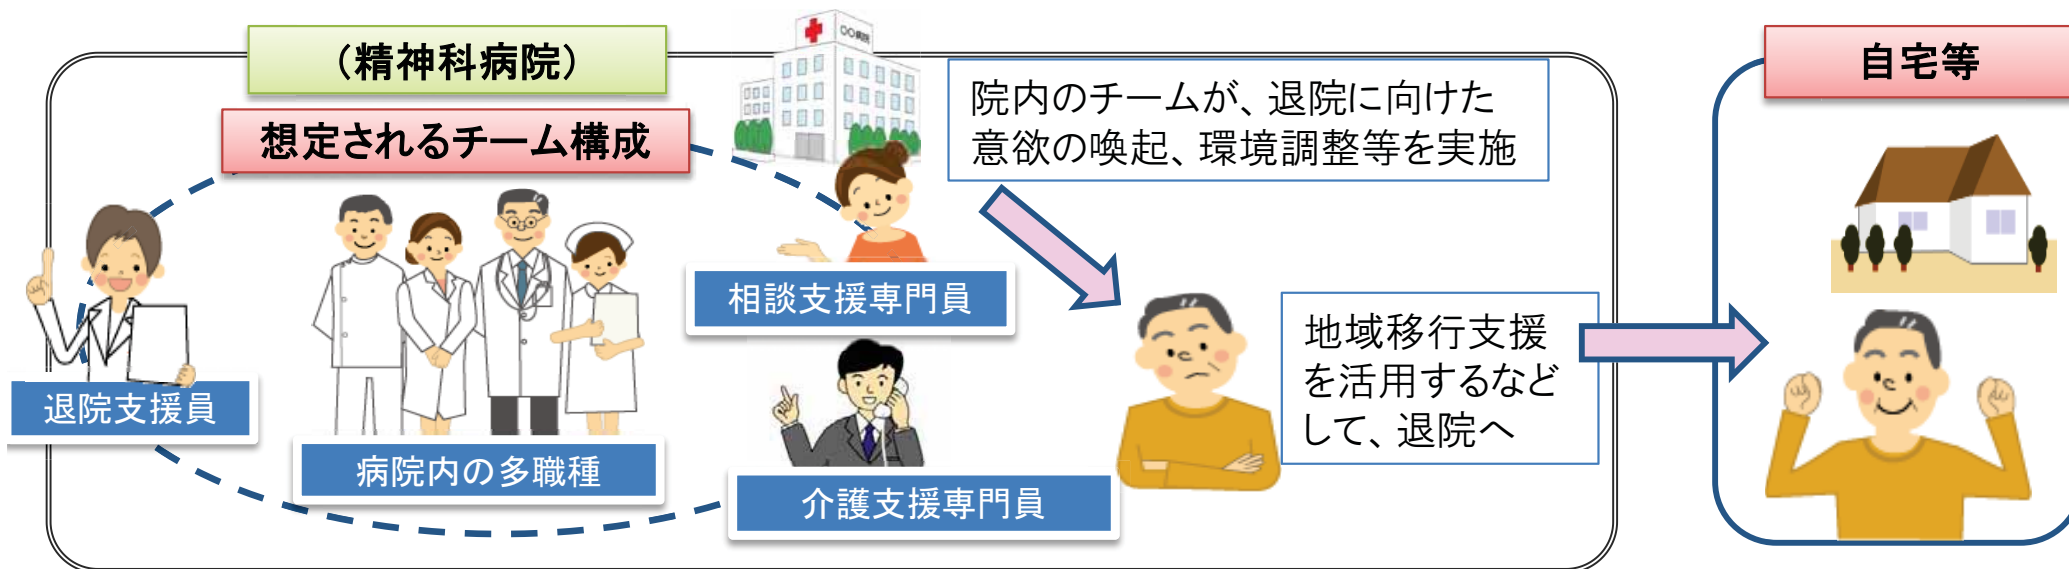 （精神科病院）
○○病院
想定されるチーム構成
院内のチームが、退院に向けた
意欲の喚起、環境調整等を実施
自宅等
相談支援専門員
退院支援員
病院内の多職種
介護支援専門員
地域移行支援
を活用するなど
して、退院へ